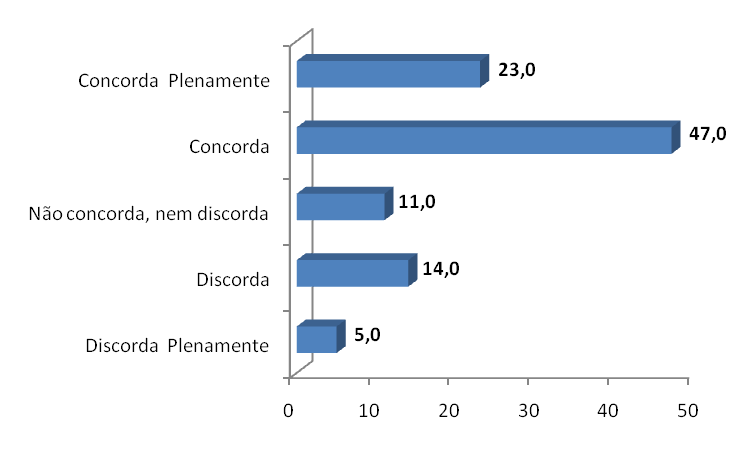 Concorda Plenamente 23,0
Concorda 47,0
Não concorda, nem discorda 11,0
Discorda 14,0
Discorda Plenamente 5,0
0 10 20 30 40 50